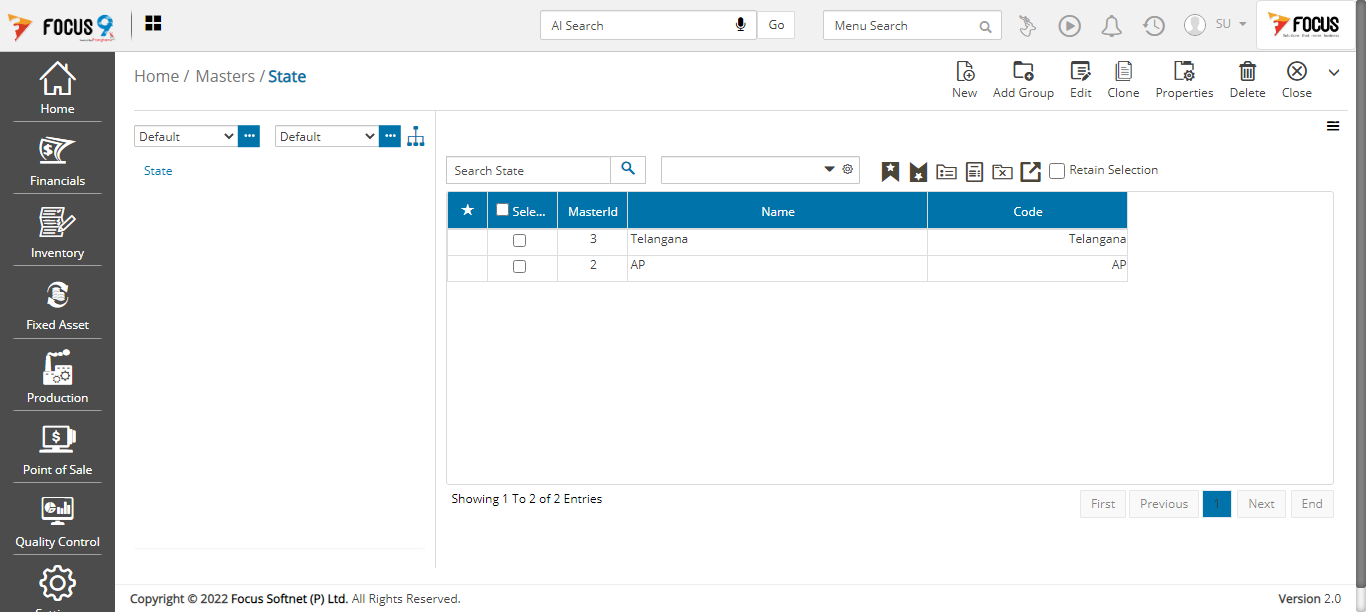 FOCUS 9
AI Search
Go
Menu Search
SU
FOCUS
Home / Masters / State
New
Add Group
Edit
Clone
Properties
Delete
Close
Home
Financials
Inventory
Fixed Asset
Production
Point of Sale
Quality Control
Default
Default
State
Search State
Retain Selection
Sele... MasterId Name Code
3 Telangana Telangana
2 AP AP
Showing 1 To 2 of 2 Entries
First Previous 1 Next End
Copyright © 2022 Focus Softnet (P) Ltd. All Rights Reserved.
Version 2.0